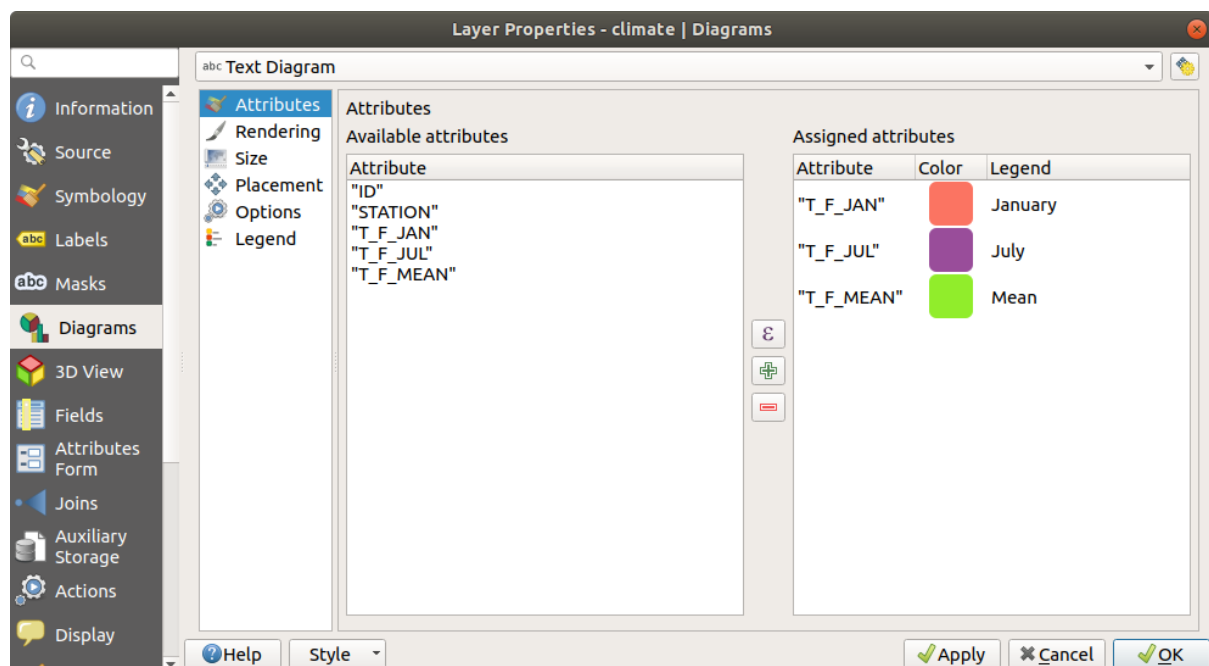 Layer Properties - climate | Diagrams
abc Text Diagram
Information
Source
Symbology
abc Labels
abc Masks
Diagrams
3D View
Fields
Attributes
Form
Joins
Auxiliary
Storage
Actions
Display
Attributes
Rendering
Size
Placement
Options
Legend
Attributes
Available attributes
Attribute
"ID"
"STATION"
"T_F_JAN"
"T_F_JUL"
"T_F_MEAN"
ε
Assigned attributes
Attribute Color Legend
"T_F_JAN" January
"T_F_JUL" July
"T_F_MEAN" Mean
Help Style Apply Cancel OK